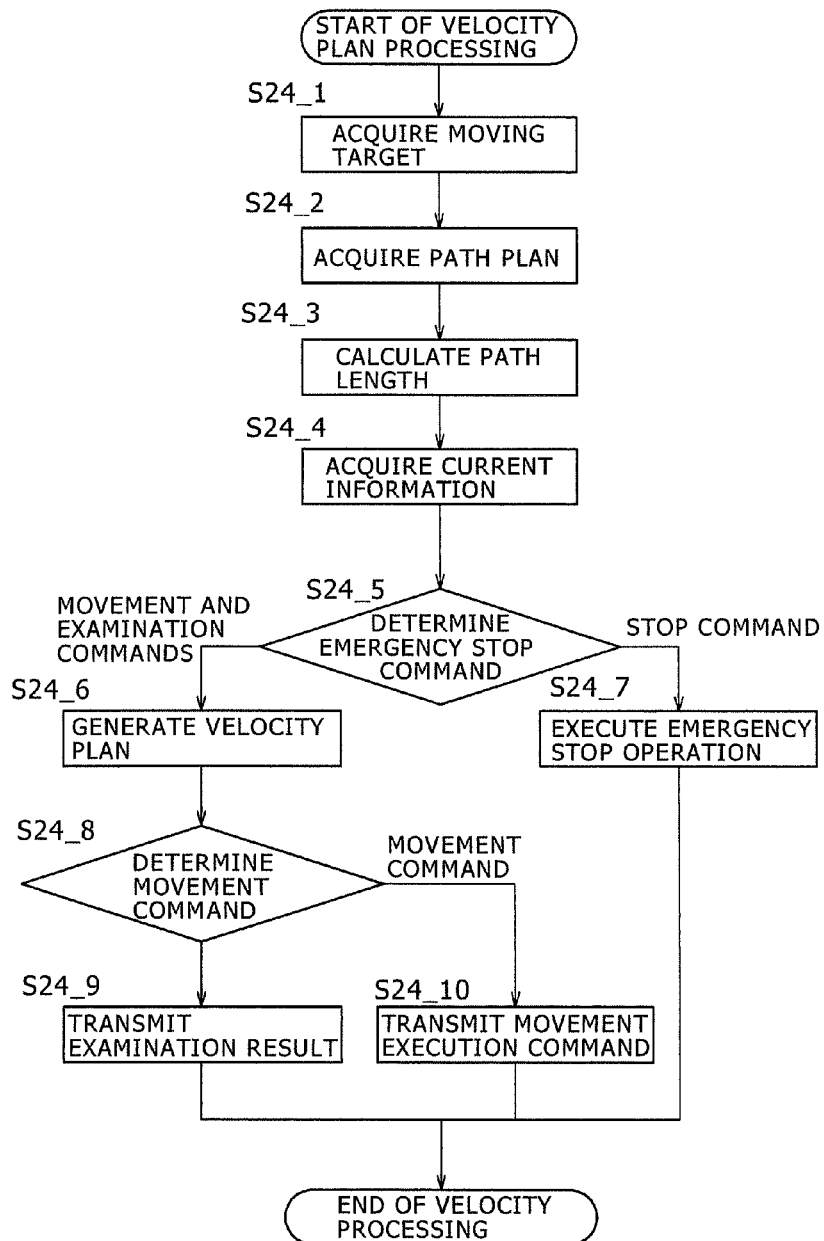 START OF VELOCITY
PLAN PROCESSING
S24_1
ACQUIRE MOVING
TARGET
S24_2
ACQUIRE PATH PLAN
S24_3
CALCULATE PATH
LENGTH
S24_4
ACQUIRE CURRENT
INFORMATION
S24_5
DETERMINE
EMERGENCY STOP
COMMAND
MOVEMENT AND
EXAMINATION
COMMANDS
STOP COMMAND
S24_6
GENERATE VELOCITY
PLAN
S24_7
EXECUTE EMERGENCY
STOP OPERATION
S24_8
DETERMINE
MOVEMENT
COMMAND
MOVEMENT
COMMAND
S24_9
TRANSMIT
EXAMINATION RESULT
S24_10
TRANSMIT MOVEMENT
EXECUTION COMMAND
END OF VELOCITY
PROCESSING